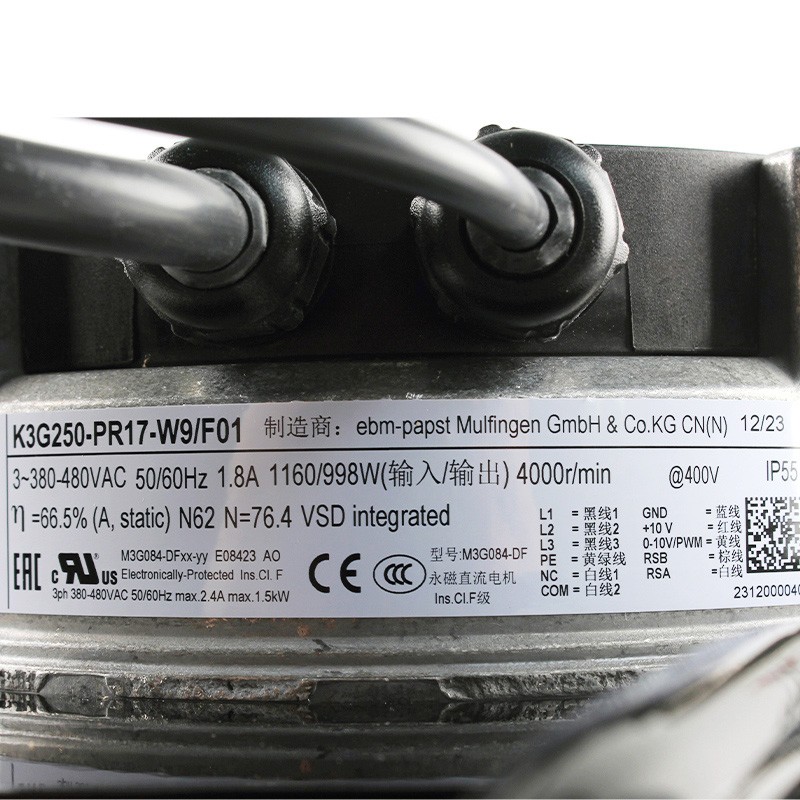 K3G250-PR17-W9/F01 制造商：ebm-papst Mulfingen GmbH & Co.KG CN(N) 12/23
3~380-480VAC 50/60Hz 1.8A 1160/998W(输入/输出) 4000r/min @400V IP55
η =66.5% (A, static) N62 N=76.4 VSD integrated
EAC
c RU US
M3G084-DFxx-yy E08423 AO
Electronically-Protected Ins.Cl. F
3ph 380-480VAC 50/60Hz max.2.4A max.1.5kW
CE
CCC
型号:M3G084-DF
永磁直流电机
Ins.Cl.F级
L1 = 黑线1
L2 = 黑线2
L3 = 黑线3
PE = 黄绿线
NC = 白线1
COM = 白线2
GND = 蓝线
+10 V = 红线
0-10V/PWM = 黄线
RSB = 棕线
RSA = 白线
2312000040